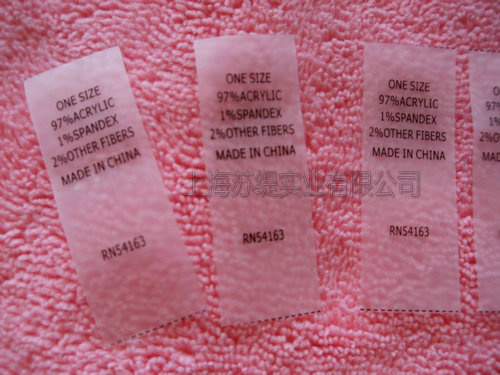 ONE SIZE
97%ACRYLIC
1%SPANDEX
2%OTHER FIBERS
MADE IN CHINA
RN54163
ONE SIZE
97%ACRYLIC
1%SPANDEX
2%OTHER FIBERS
MADE IN CHINA
RN54163
ONE SIZE
97%ACRYLIC
1%SPANDEX
2%OTHER FIBERS
MADE IN CHINA
RN54163
上海苏缇实业有限公司